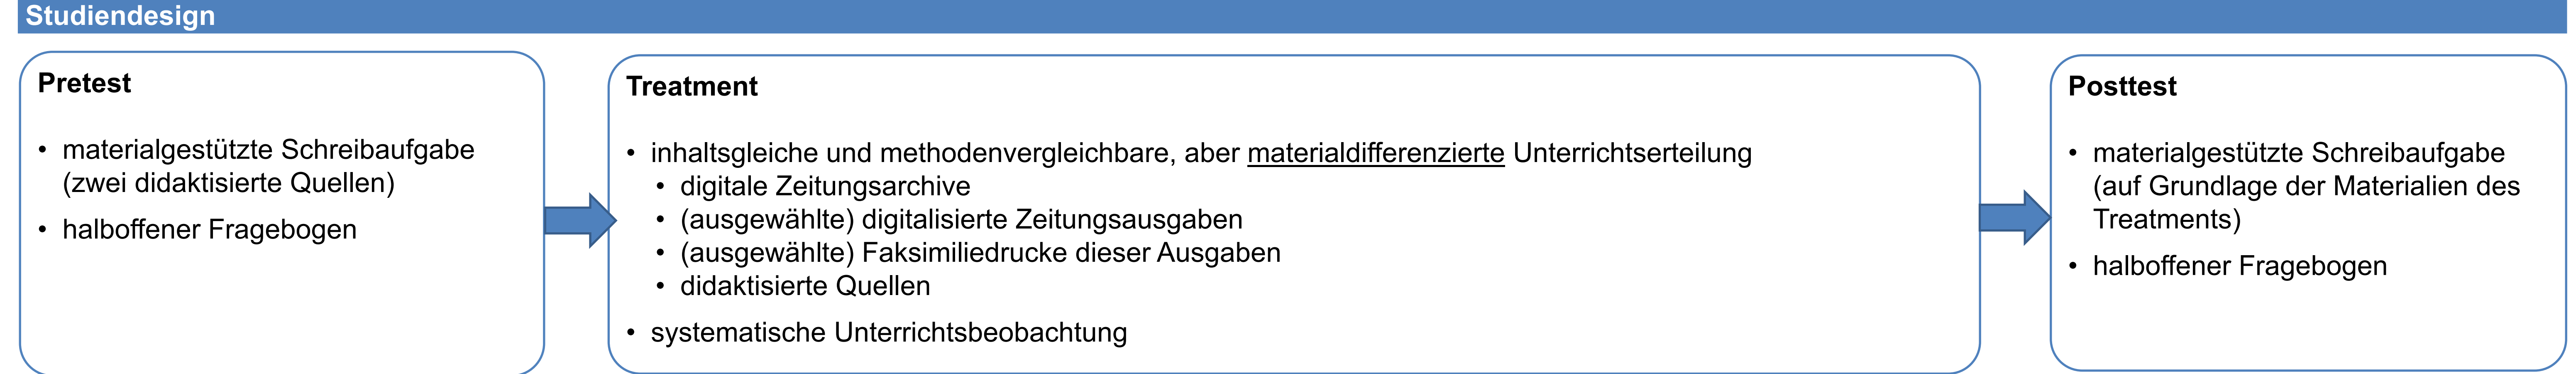 Studiendesign
Pretest
• materialgestützte Schreibaufgabe
(zwei didaktisierte Quellen)
• halboffener Fragebogen
Treatment
• inhaltsgleiche und methodenvergleichbare, aber materialdifferenzierte Unterrichtserteilung
• digitale Zeitungsarchive
• (ausgewählte) digitalisierte Zeitungsausgaben
• (ausgewählte) Faksimiliedrucke dieser Ausgaben
• didaktisierte Quellen
• systematische Unterrichtsbeobachtung
Posttest
• materialgestützte Schreibaufgabe
(auf Grundlage der Materialien des
Treatments)
• halboffener Fragebogen